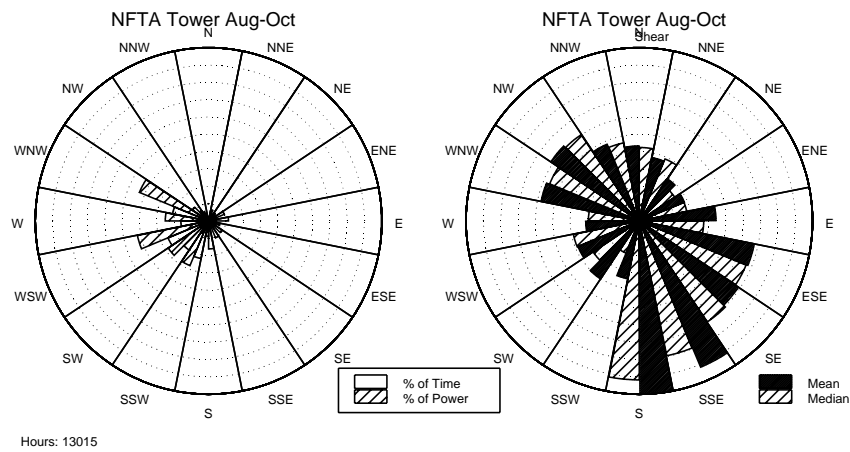 NFTA Tower Aug-Oct
N
NNE
NE
ENE
E
ESE
SE
SSE
S
SSW
SW
WSW
W
WNW
NW
NNW
% of Time
% of Power
Hours: 13015
NFTA Tower Aug-Oct
N
Shear
NNE
NE
ENE
E
ESE
SE
SSE
S
SSW
SW
WSW
W
WNW
NW
NNW
Mean
Median